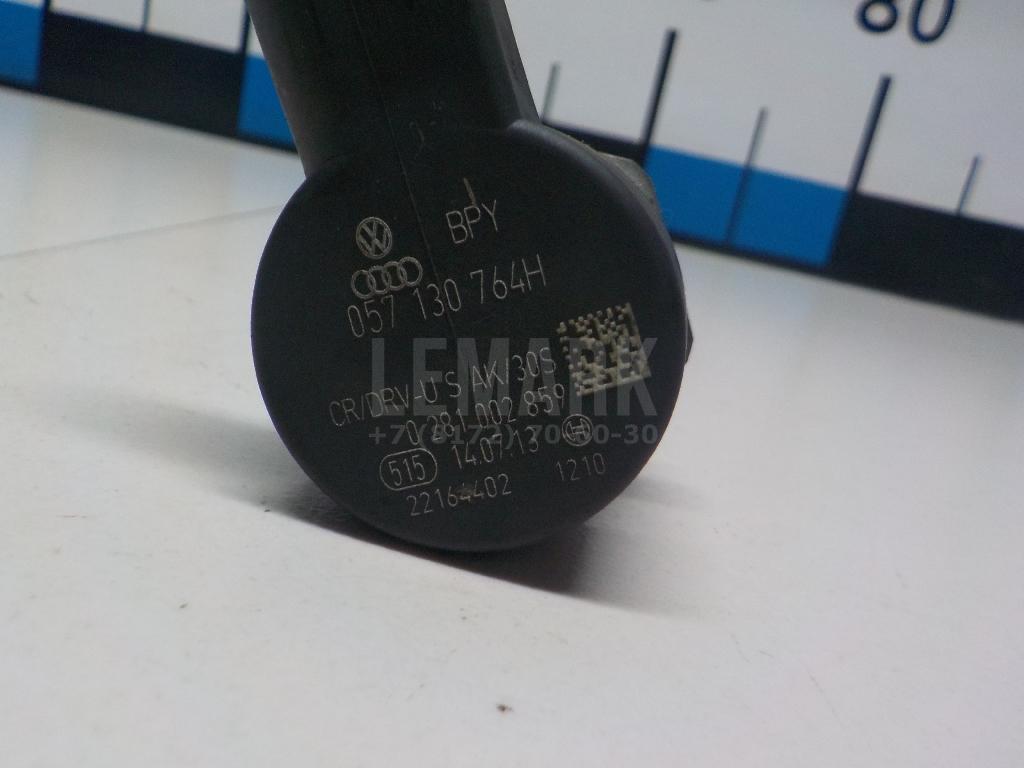 80
BPY
057 130 764H
CR/DRV-U S AK/30S
0 281 002 859
515 14.07.13
22164402 1210
LEMARK